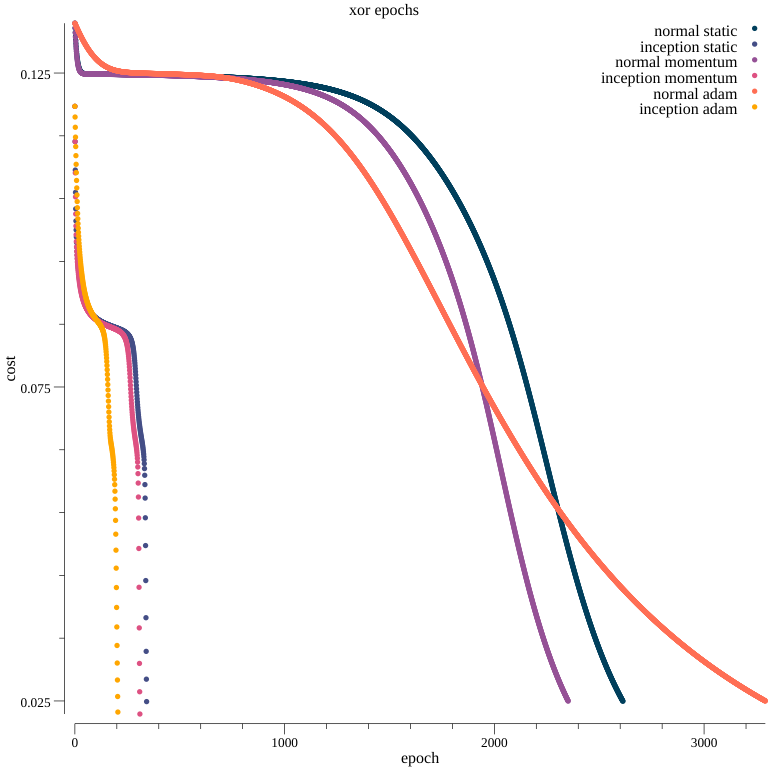 xor epochs
normal static
inception static
normal momentum
inception momentum
normal adam
inception adam
0.125
0.075
0.025
cost
0 1000 2000 3000
epoch